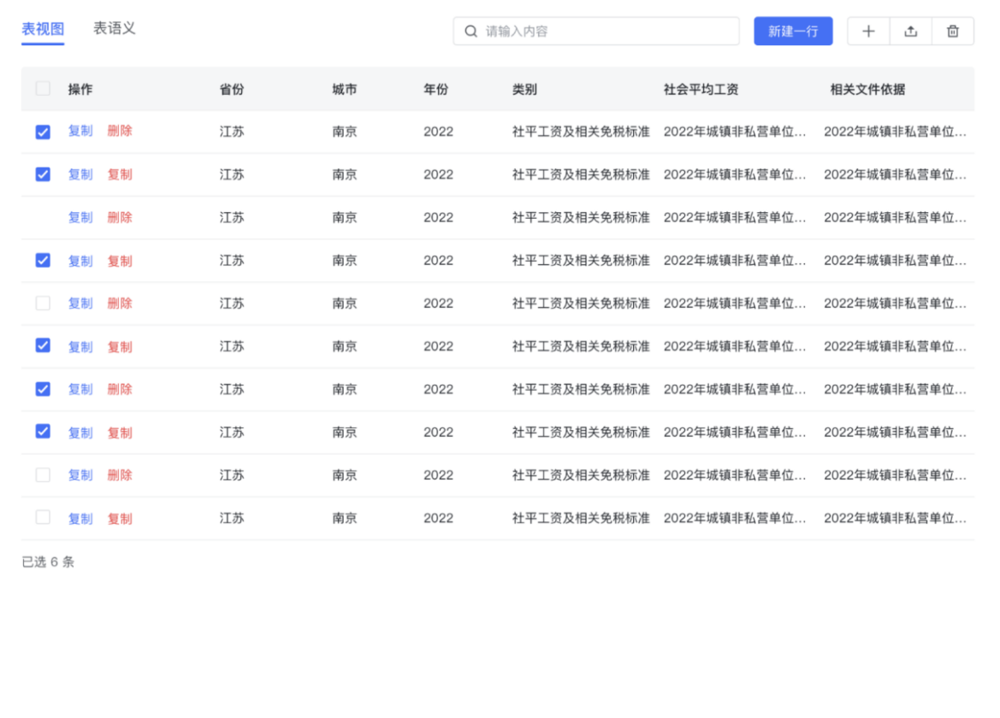 表视图 表语义 请输入内容 新建一行
操作 省份 城市 年份 类别 社会平均工资 相关文件依据
复制 删除 江苏 南京 2022 社平工资及相关免税标准 2022年城镇非私营单位... 2022年城镇非私营单位...
复制 复制 江苏 南京 2022 社平工资及相关免税标准 2022年城镇非私营单位... 2022年城镇非私营单位...
复制 删除 江苏 南京 2022 社平工资及相关免税标准 2022年城镇非私营单位... 2022年城镇非私营单位...
复制 复制 江苏 南京 2022 社平工资及相关免税标准 2022年城镇非私营单位... 2022年城镇非私营单位...
复制 删除 江苏 南京 2022 社平工资及相关免税标准 2022年城镇非私营单位... 2022年城镇非私营单位...
复制 复制 江苏 南京 2022 社平工资及相关免税标准 2022年城镇非私营单位... 2022年城镇非私营单位...
复制 删除 江苏 南京 2022 社平工资及相关免税标准 2022年城镇非私营单位... 2022年城镇非私营单位...
复制 复制 江苏 南京 2022 社平工资及相关免税标准 2022年城镇非私营单位... 2022年城镇非私营单位...
复制 删除 江苏 南京 2022 社平工资及相关免税标准 2022年城镇非私营单位... 2022年城镇非私营单位...
复制 复制 江苏 南京 2022 社平工资及相关免税标准 2022年城镇非私营单位... 2022年城镇非私营单位...
已选 6 条